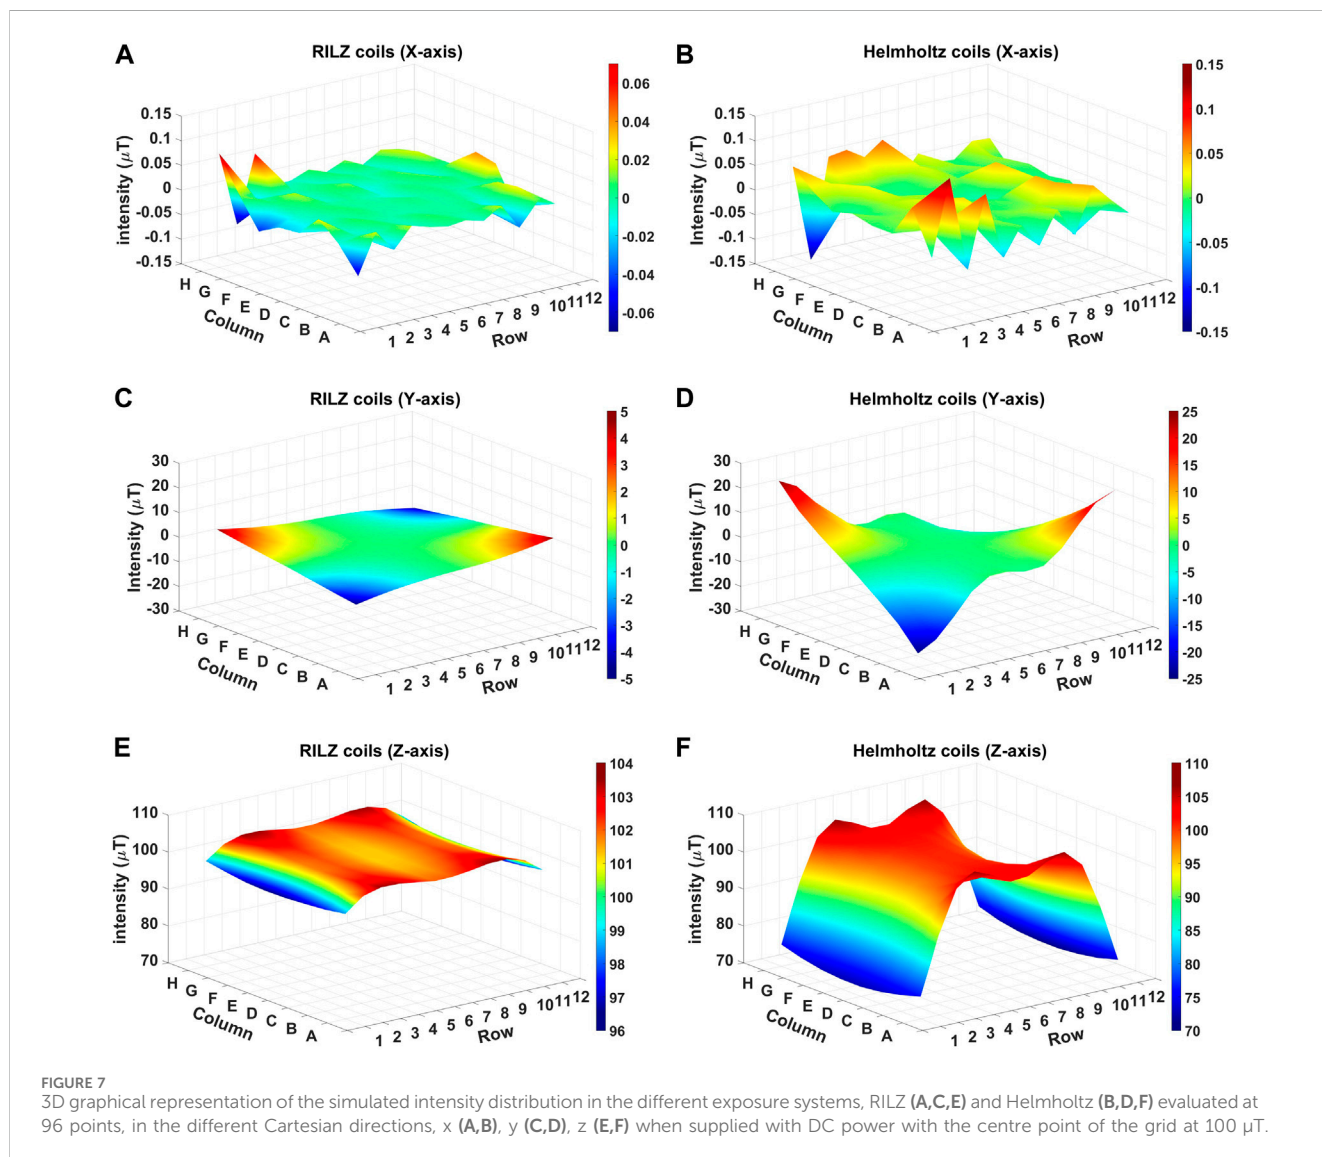 A
RILZ coils (X-axis)
0.15
0.1
0.05
0
-0.05
-0.1
-0.15
intensity (μT)
H G F E D C B A
Column
1 2 3 4 5 6 7 8 9 10 11 12
Row
0.06
0.04
0.02
0
-0.02
-0.04
-0.06
B
Helmholtz coils (X-axis)
0.15
0.1
0.05
0
-0.05
-0.1
-0.15
Intensity (μT)
H G F E D C B A
Column
1 2 3 4 5 6 7 8 9 10 11 12
Row
0.15
0.1
0.05
0
-0.05
-0.1
-0.15
C
RILZ coils (Y-axis)
30
20
10
0
-10
-20
-30
Intensity (μT)
H G F E D C B A
Column
1 2 3 4 5 6 7 8 9 10 11 12
Row
5
4
3
2
1
0
-1
-2
-3
-4
-5
D
Helmholtz coils (Y-axis)
30
20
10
0
-10
-20
-30
Intensity (μT)
H G F E D C B A
Column
1 2 3 4 5 6 7 8 9 10 11 12
Row
25
20
15
10
5
0
-5
-10
-15
-20
-25
E
RILZ coils (Z-axis)
110
100
90
80
70
intensity (μT)
H G F E D C B A
Column
1 2 3 4 5 6 7 8 9 10 11 12
Row
104
103
102
101
100
99
98
97
96
F
Helmholtz coils (Z-axis)
110
100
90
80
70
intensity (μT)
H G F E D C B A
Column
1 2 3 4 5 6 7 8 9 10 11 12
Row
110
105
100
95
90
85
80
75
70
FIGURE 7
3D graphical representation of the simulated intensity distribution in the different exposure systems, RILZ (A,C,E) and Helmholtz (B,D,F) evaluated at
96 points, in the different Cartesian directions, x (A,B), y (C,D), z (E,F) when supplied with DC power with the centre point of the grid at 100 μT.